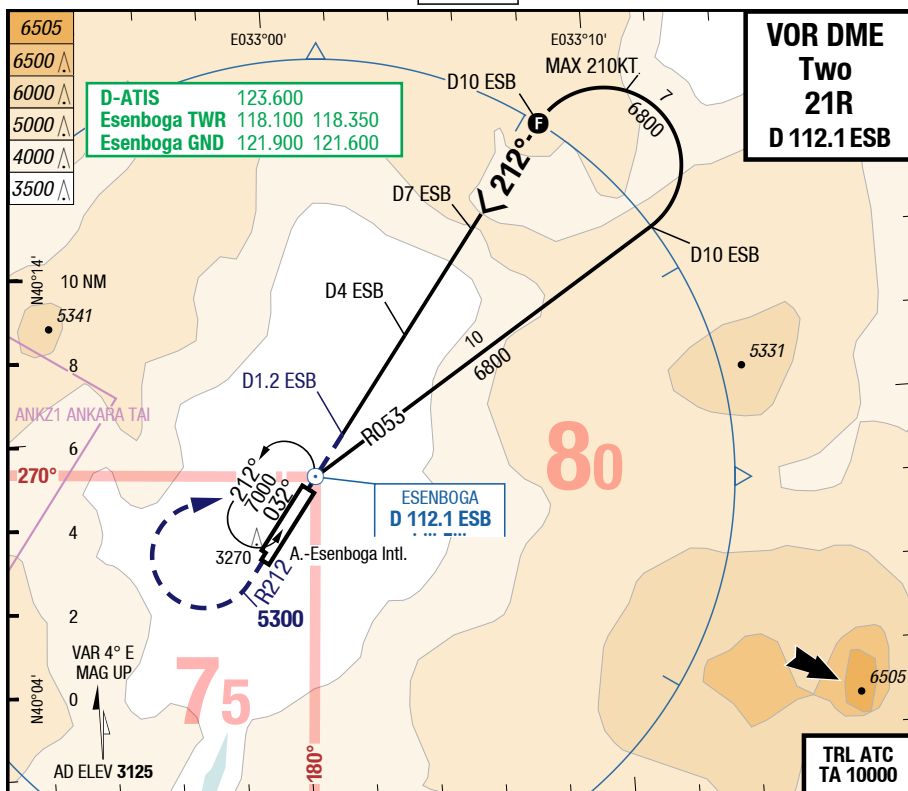 6505
6500
6000
5000
4000
3500
E033°00'
E033°10'
VOR DME
Two
21R
D 112.1 ESB
D-ATIS 123.600
Esenboga TWR 118.100 118.350
Esenboga GND 121.900 121.600
D10 ESB
MAX 210KT
7
6800
F
< 212°
D7 ESB
D10 ESB
N40°14'
10 NM
5341
D4 ESB
5331
10
6800
8
D1.2 ESB
ANKZ1 ANKARA TAI
R053
6
80
270°
212°
7000
032°
ESENBOGA
D 112.1 ESB
4
3270
A.-Esenboga Intl.
R212
5300
2
VAR 4° E
MAG UP
75
6505
N40°04'
0
180°
AD ELEV 3125
TRL ATC
TA 10000